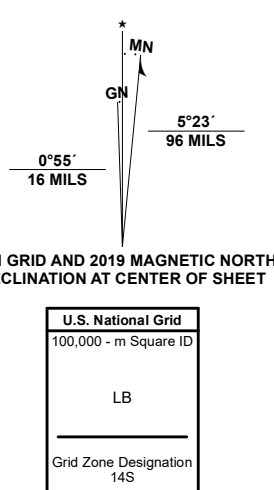 ★
MN
GN
5°23´
96 MILS
0°55´
16 MILS
GRID AND 2019 MAGNETIC NORTH
AT CENTER OF SHEET
U.S. National Grid
100,000 - m Square ID
LB
Grid Zone Designation
14S